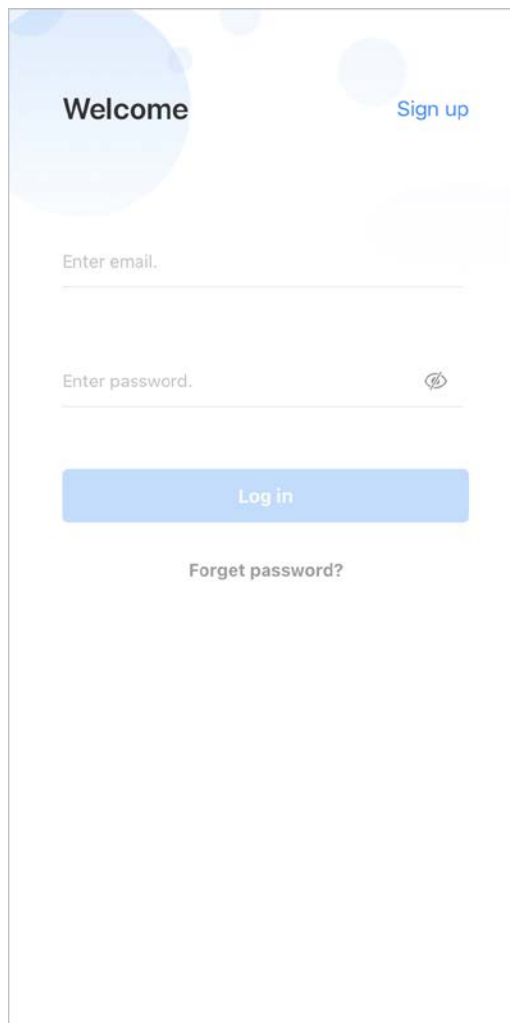 Welcome
Sign up
Enter email.
Enter password.
Log in
Forget password?